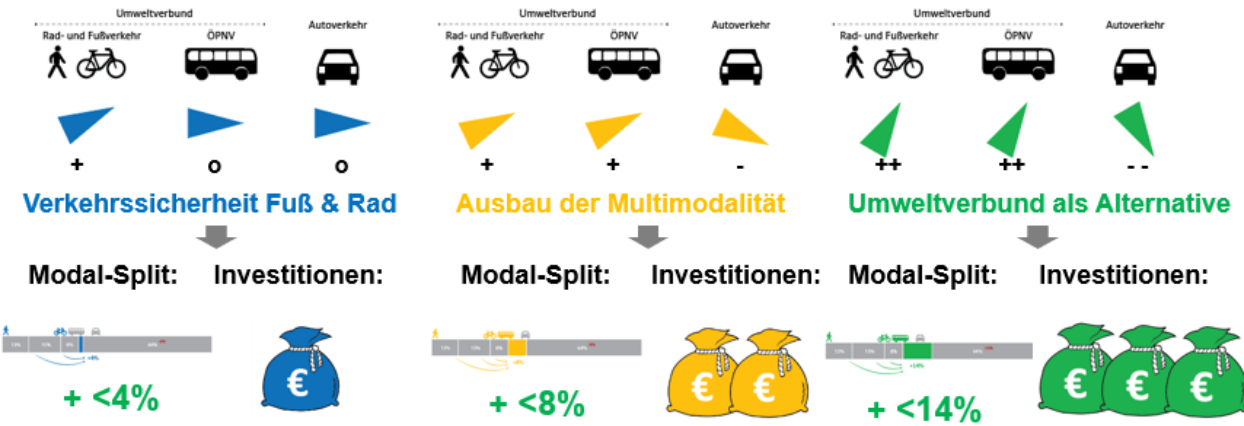 Umweltverbund
Rad- und Fußverkehr
ÖPNV
Autoverkehr
+
o
o
Verkehrssicherheit Fuß & Rad
Modal-Split:
Investitionen:
+ <4%
€
Umweltverbund
Rad- und Fußverkehr
ÖPNV
Autoverkehr
+
+
-
Ausbau der Multimodalität
Modal-Split:
Investitionen:
+ <8%
€
€
Umweltverbund
Rad- und Fußverkehr
ÖPNV
Autoverkehr
++
++
- -
Umweltverbund als Alternative
Modal-Split:
Investitionen:
+14%
+ <14%
€
€
€